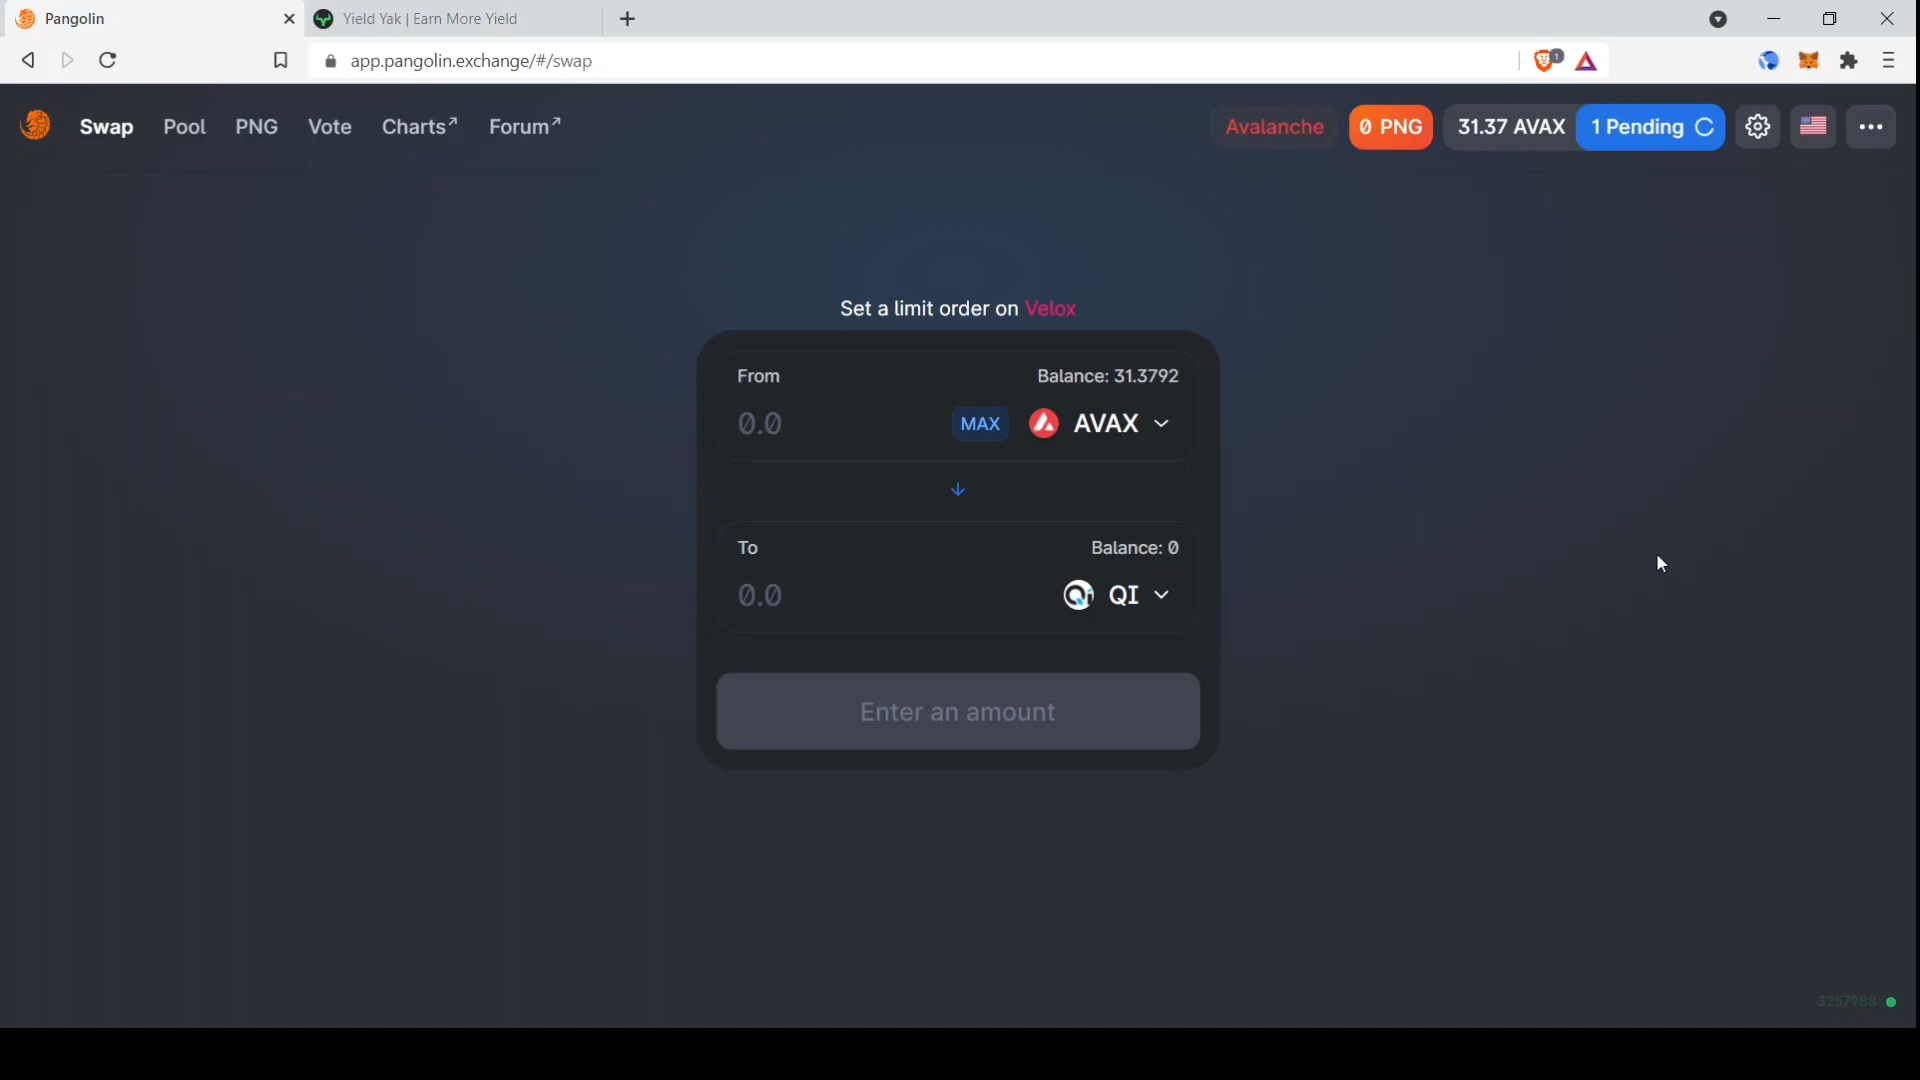 Pangolin
Yield Yak | Earn More Yield
app.pangolin.exchange/#/swap
1
Swap
Pool
PNG
Vote
Charts↗
Forum↗
Avalanche
0 PNG
31.37 AVAX
1 Pending
Set a limit order on Velox
From
Balance: 31.3792
0.0
MAX
AVAX
To
Balance: 0
0.0
QI
Enter an amount
3257988